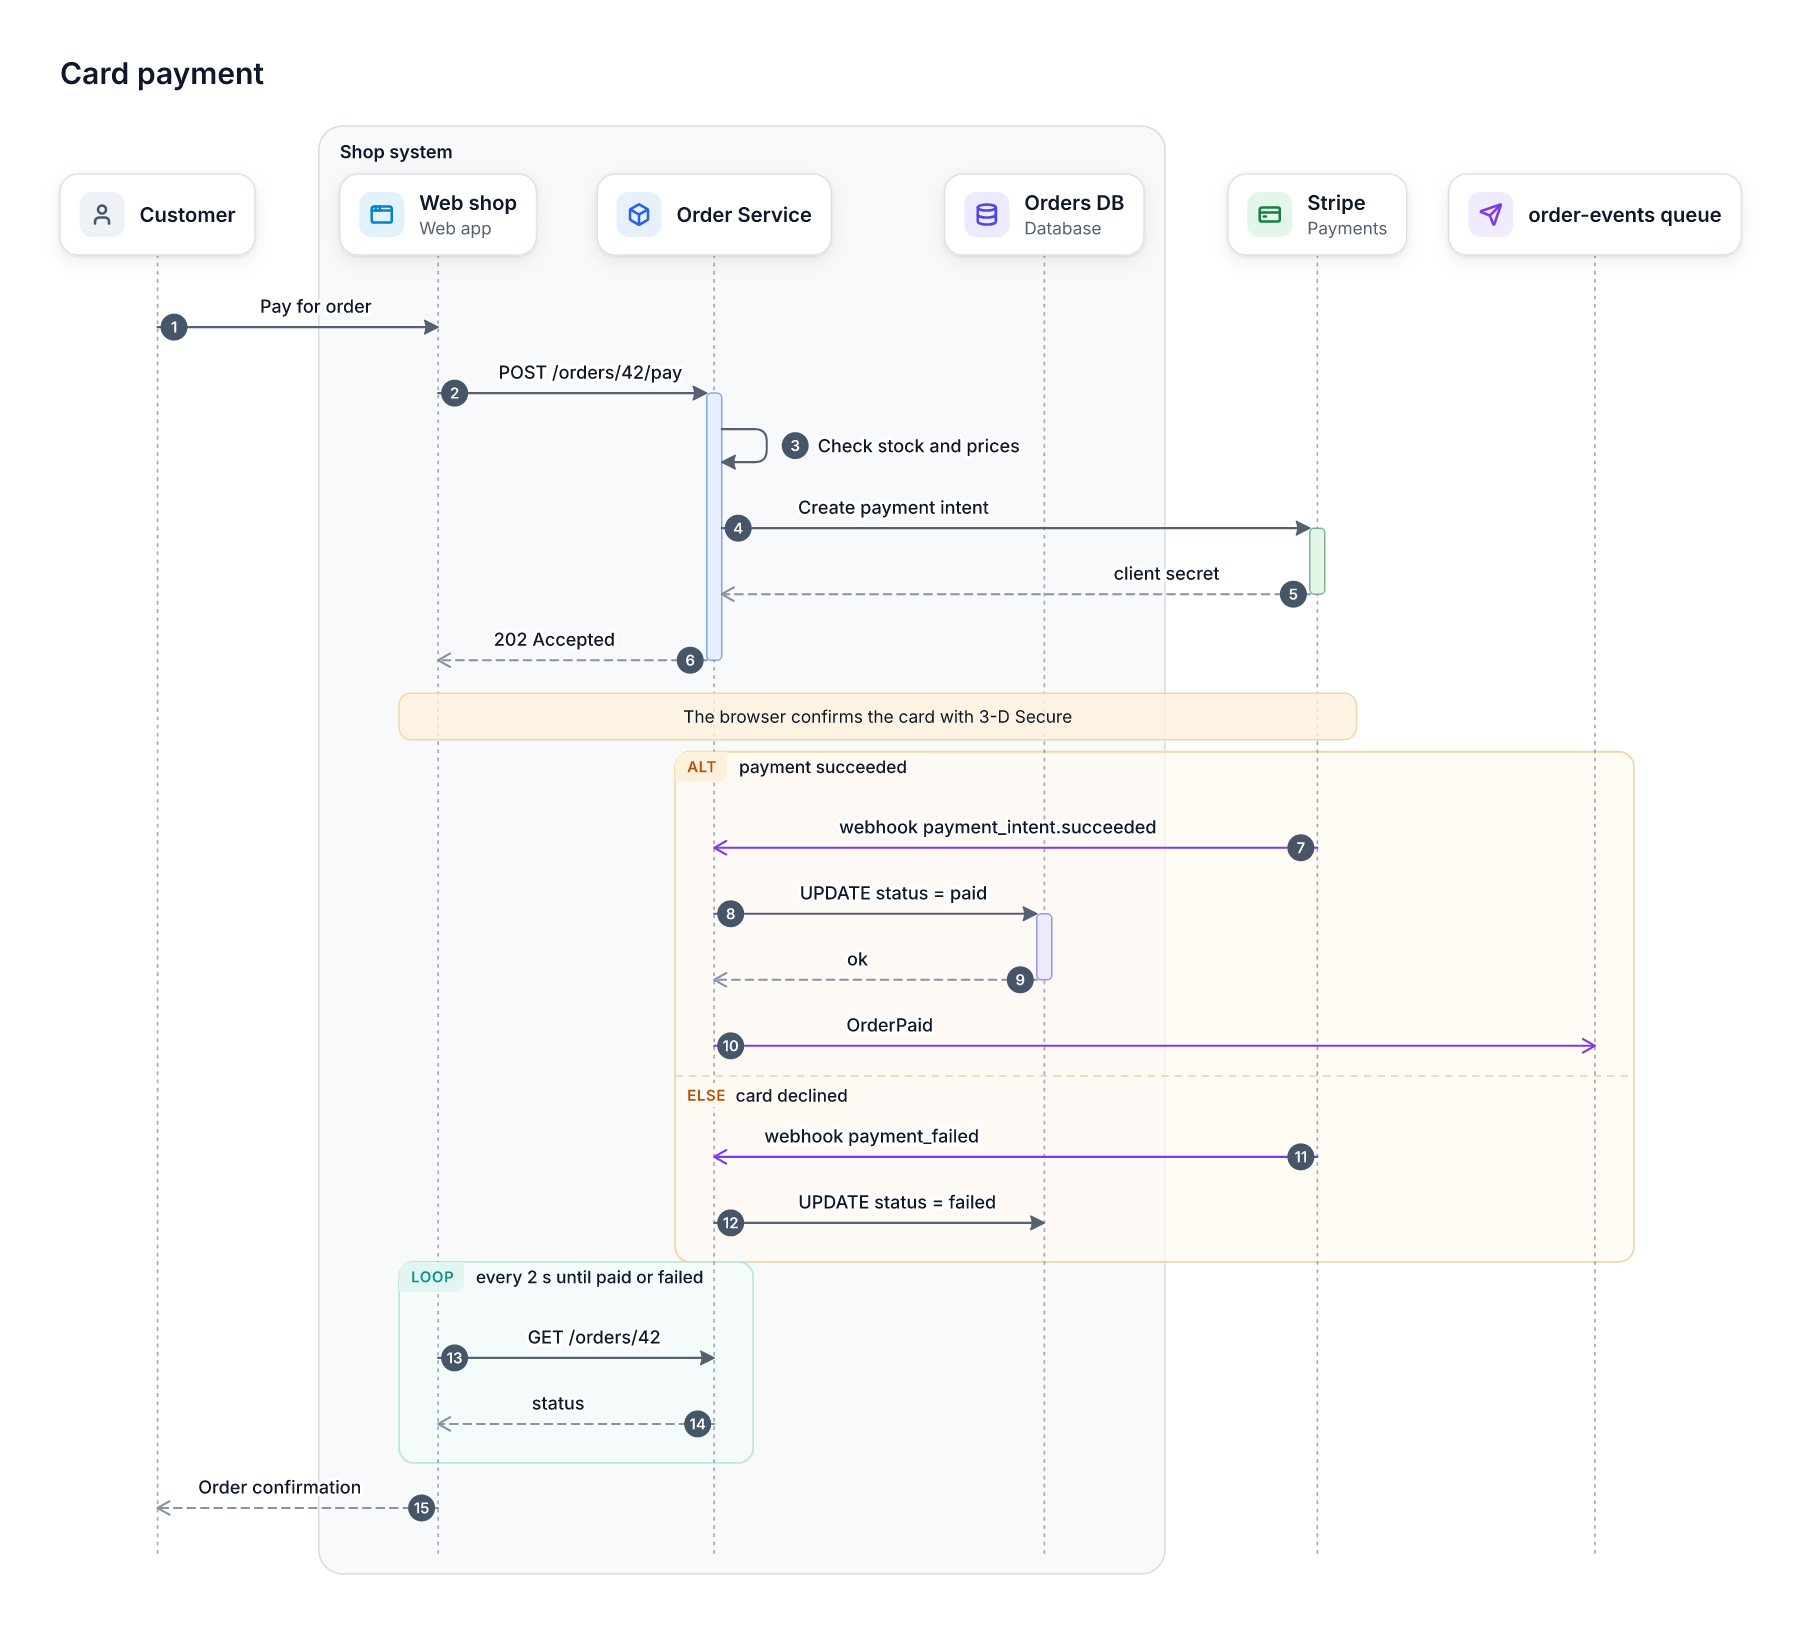 Card payment
Shop system
Customer
Web shop
Web app
Order Service
Orders DB
Database
Stripe
Payments
order-events queue
Pay for order
1
POST /orders/42/pay
2
3 Check stock and prices
Create payment intent
4
client secret
5
202 Accepted
6
The browser confirms the card with 3-D Secure
ALT payment succeeded
webhook payment_intent.succeeded
7
UPDATE status = paid
8
ok
9
OrderPaid
10
ELSE card declined
webhook payment_failed
11
UPDATE status = failed
12
LOOP every 2 s until paid or failed
GET /orders/42
13
status
14
Order confirmation
15